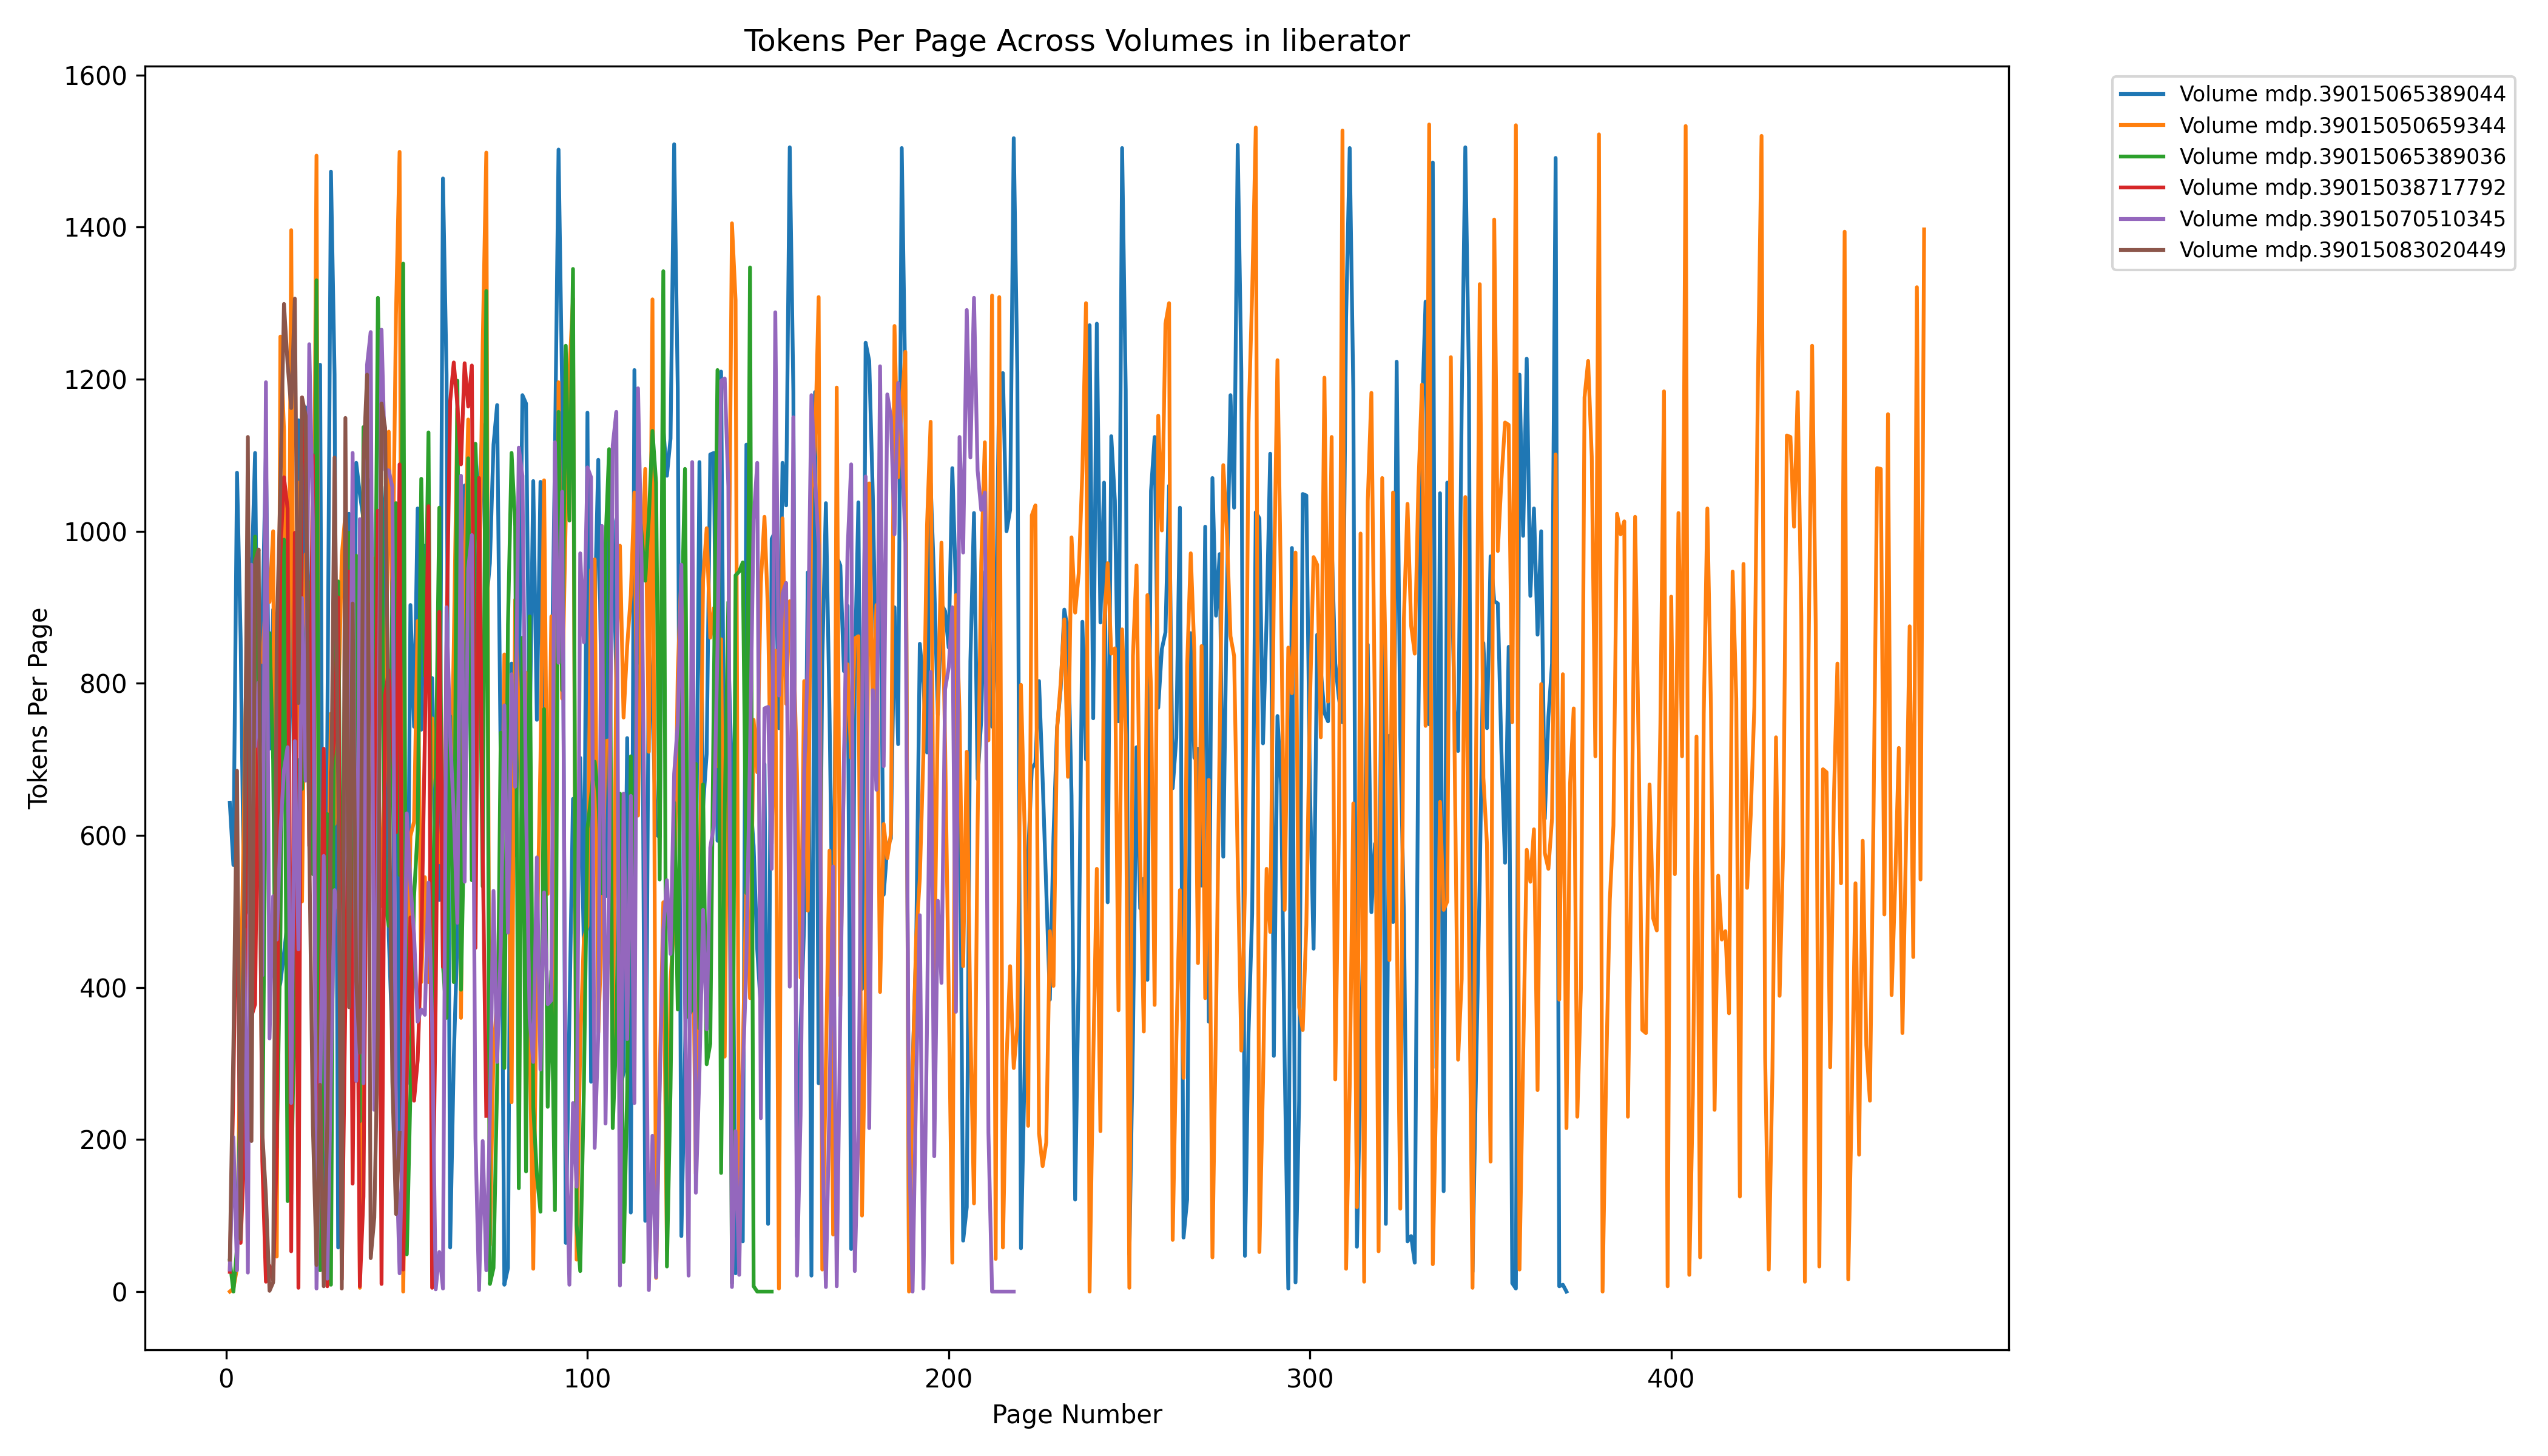 Tokens Per Page Across Volumes in liberator
1600
1400
1200
1000
800
600
400
200
0
Tokens Per Page
0 100 200 300 400
Page Number
Volume mdp.39015065389044
Volume mdp.39015050659344
Volume mdp.39015065389036
Volume mdp.39015038717792
Volume mdp.39015070510345
Volume mdp.39015083020449